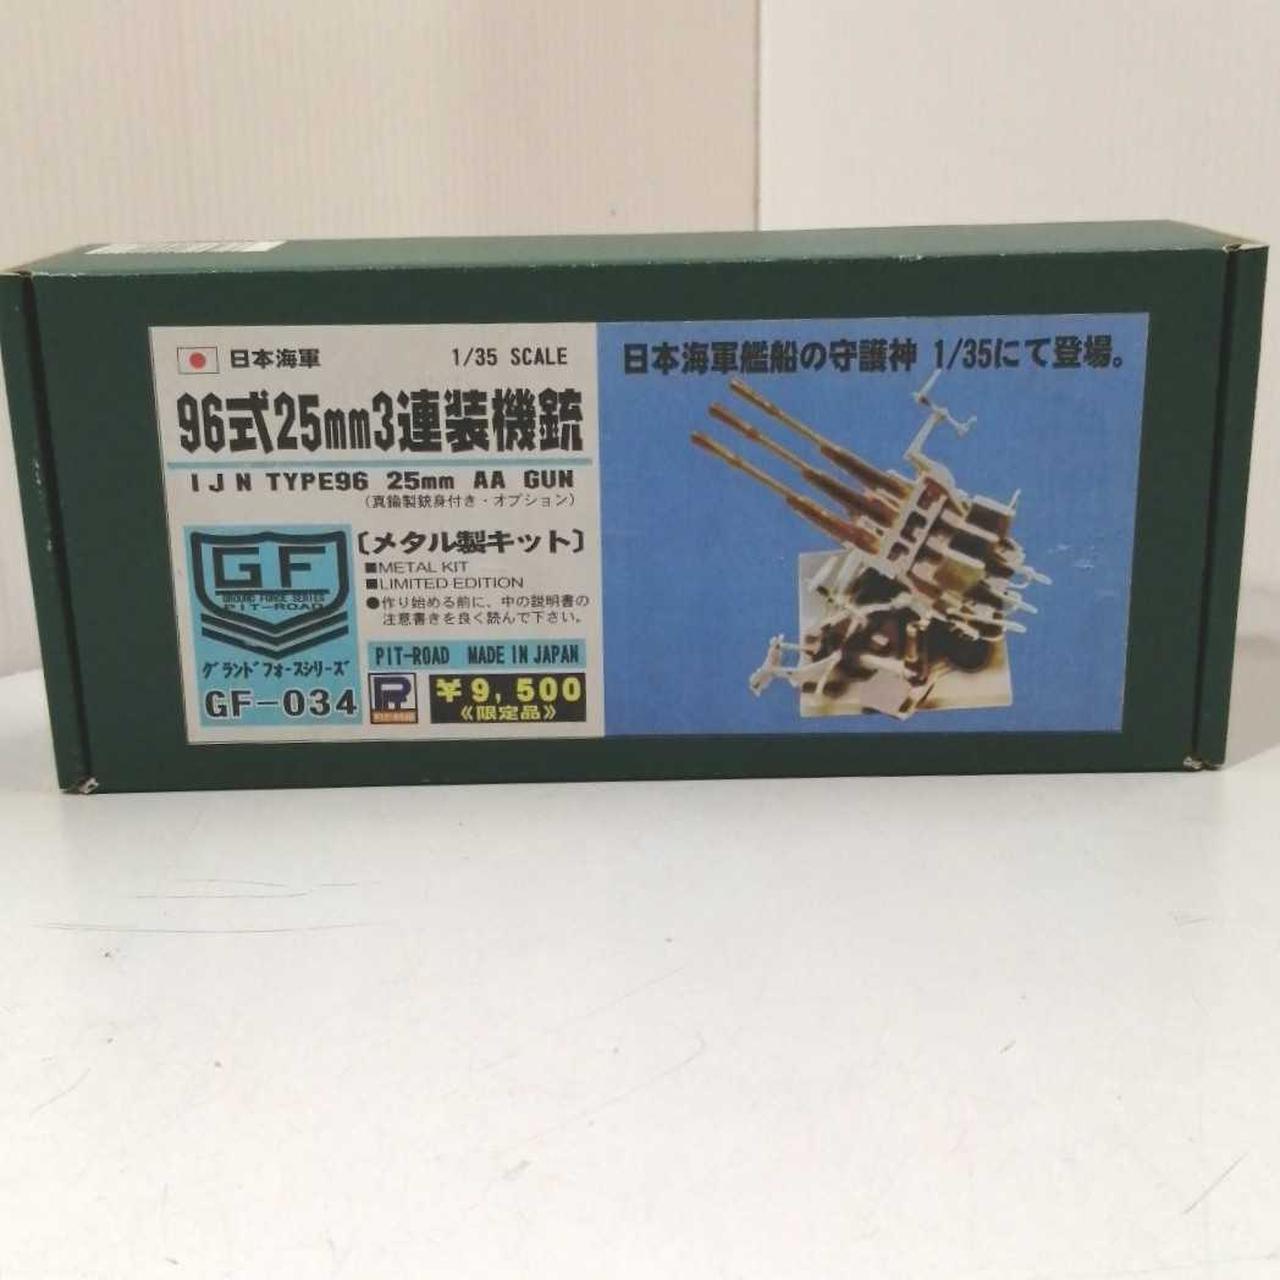 日本海軍 1/35 SCALE
96式25mm3連装機銃
IJN TYPE96 25mm AA GUN
(真鍮製銃身付き・オプション)
GF
GROUND FORCE SERIES
PIT-ROAD
グランドフォースシリーズ
GF-034
〔メタル製キット〕
■METAL KIT
■LIMITED EDITION
●作り始める前に、中の説明書の
注意書きを良く読んで下さい。
PIT-ROAD MADE IN JAPAN
¥9,500
《限定品》
日本海軍艦船の守護神 1/35にて登場。